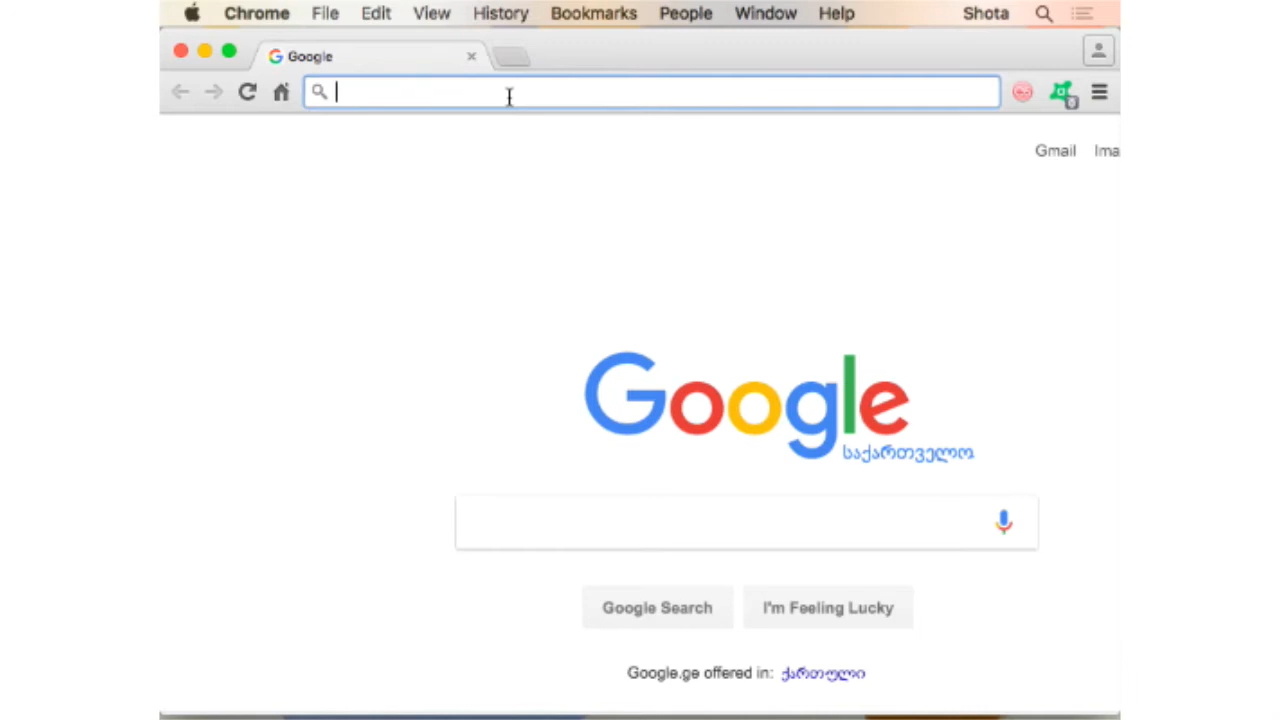 Chrome File Edit View History Bookmarks People Window Help Shota
Google
Gmail Ima
Google
საქართველო
Google Search I'm Feeling Lucky
Google.ge offered in: ქართული